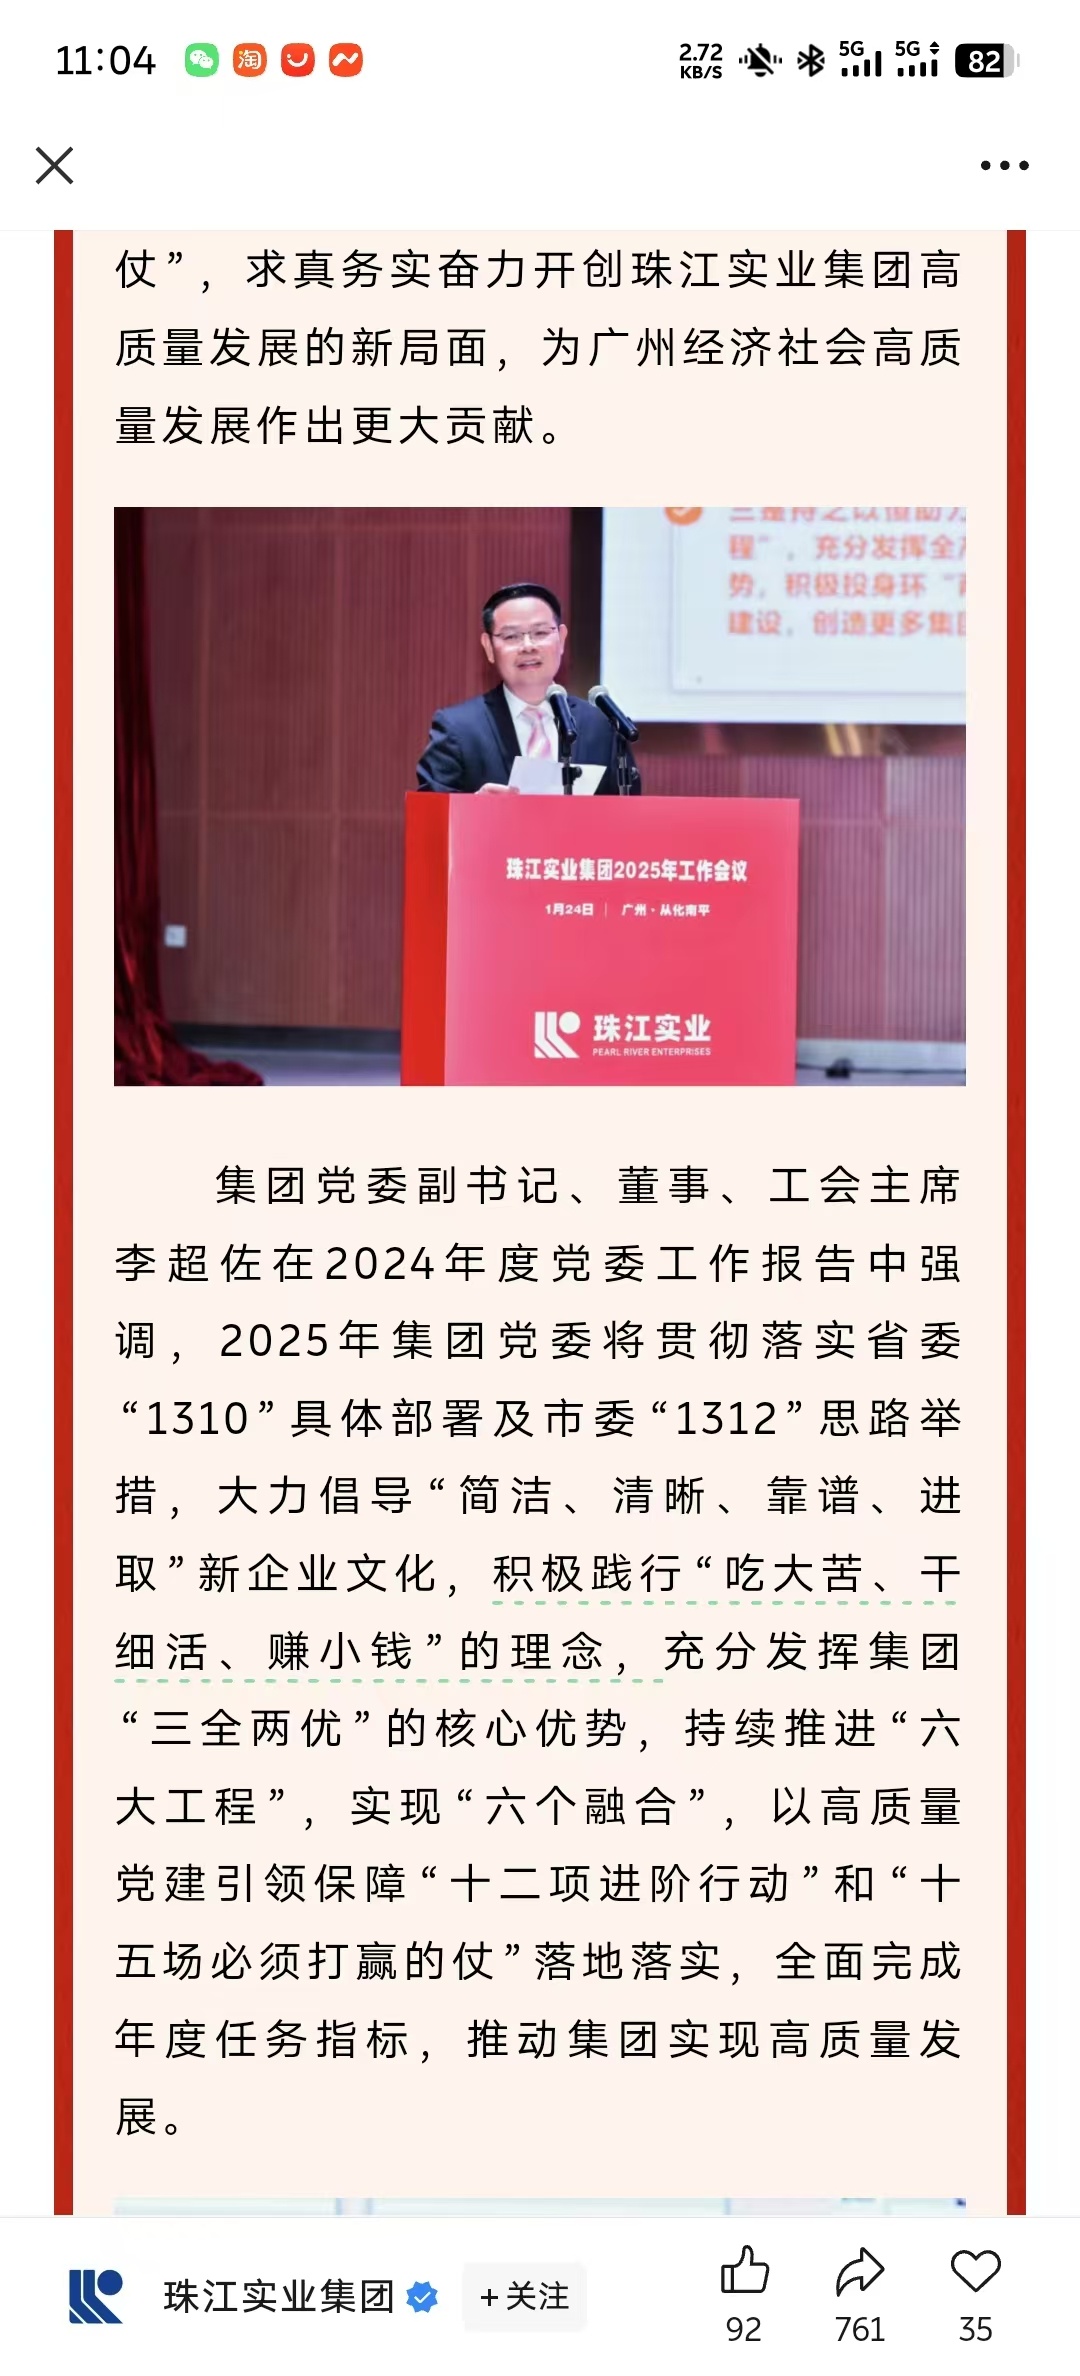 11:04
淘
2.72
KB/S
5G
5G
82
仗”，求真务实奋力开创珠江实业集团高
质量发展的新局面，为广州经济社会高质
量发展作出更大贡献。
程”，充分发挥全
势，积极投身环“
建设，创造更多集团
珠江实业集团2025年工作会议
1月24日 | 广州·从化南平
珠江实业
PEARL RIVER ENTERPRISES
集团党委副书记、董事、工会主席
李超佐在2024年度党委工作报告中强
调，2025年集团党委将贯彻落实省委
“1310”具体部署及市委“1312”思路举
措，大力倡导“简洁、清晰、靠谱、进
取”新企业文化，积极践行“吃大苦、干
细活、赚小钱”的理念，充分发挥集团
“三全两优”的核心优势，持续推进“六
大工程”，实现“六个融合”，以高质量
党建引领保障“十二项进阶行动”和“十
五场必须打赢的仗”落地落实，全面完成
年度任务指标，推动集团实现高质量发
展。
珠江实业集团
+关注
92
761
35